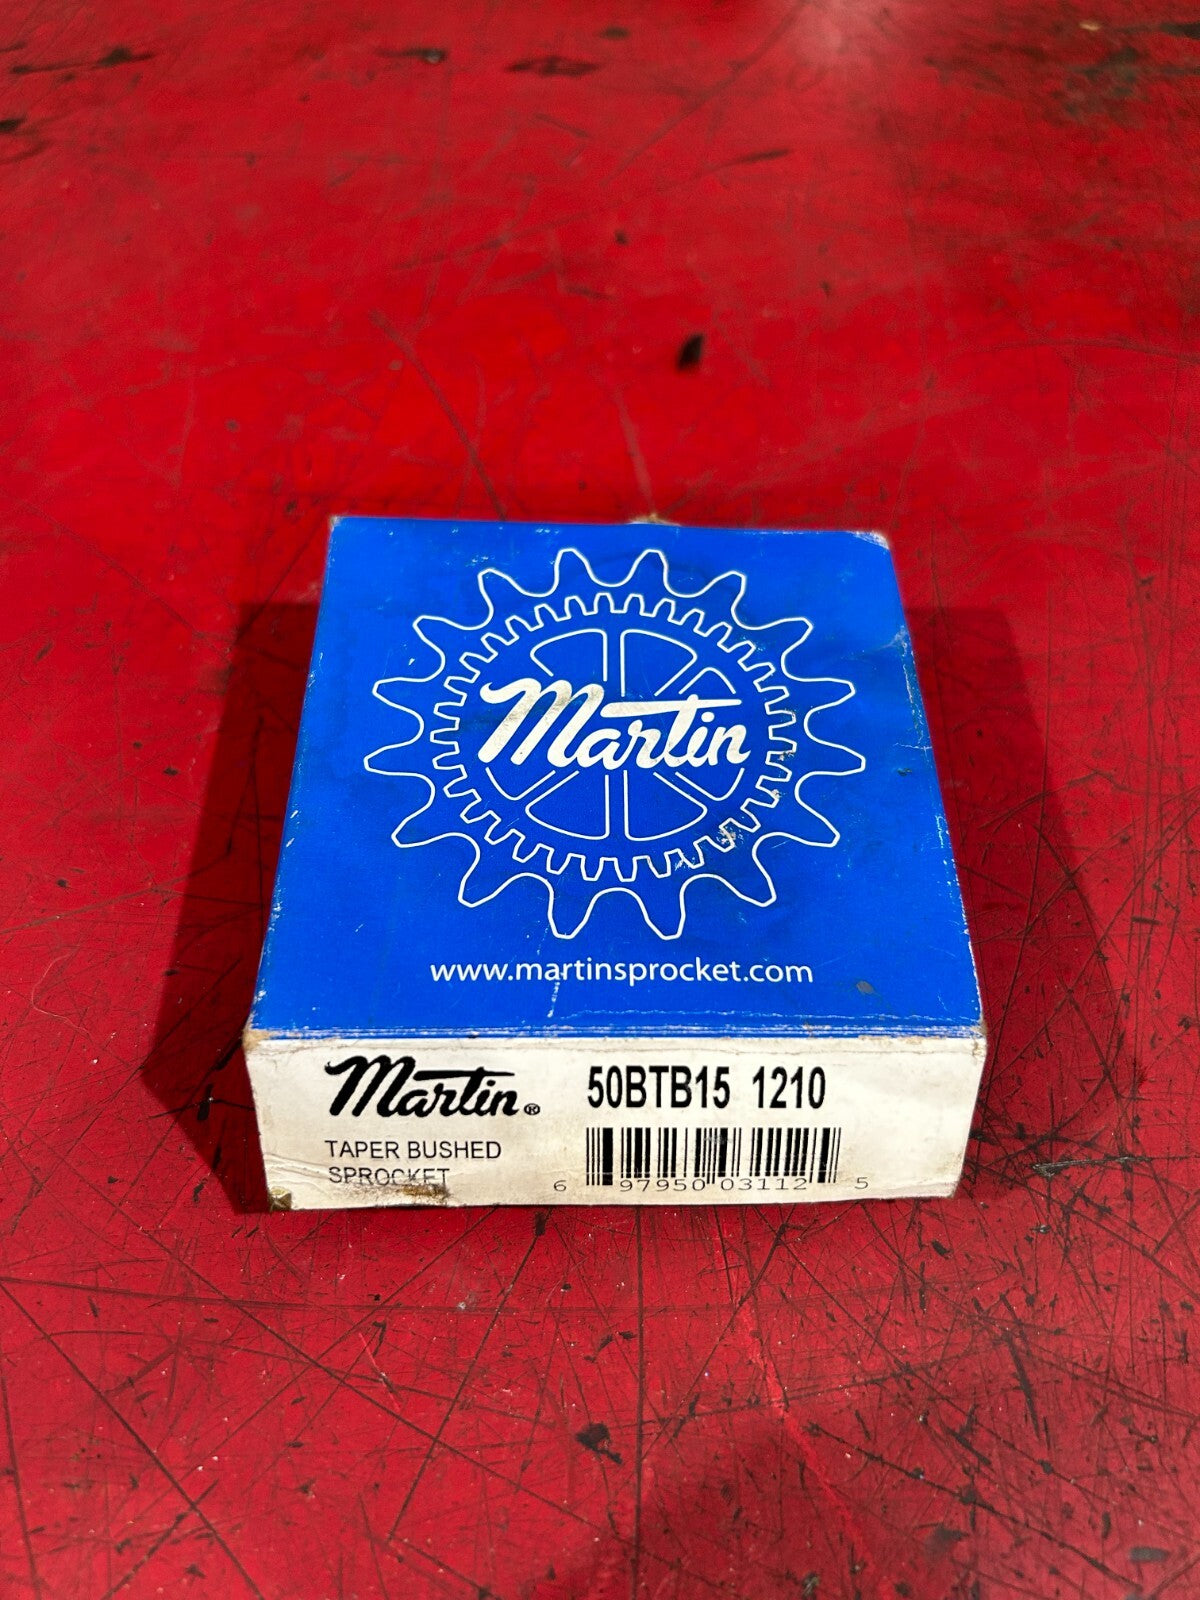 Martin
www.martinsprocket.com
Martin®
50BTB15 1210
TAPER BUSHED
SPROCKET
6 97950 03112 5